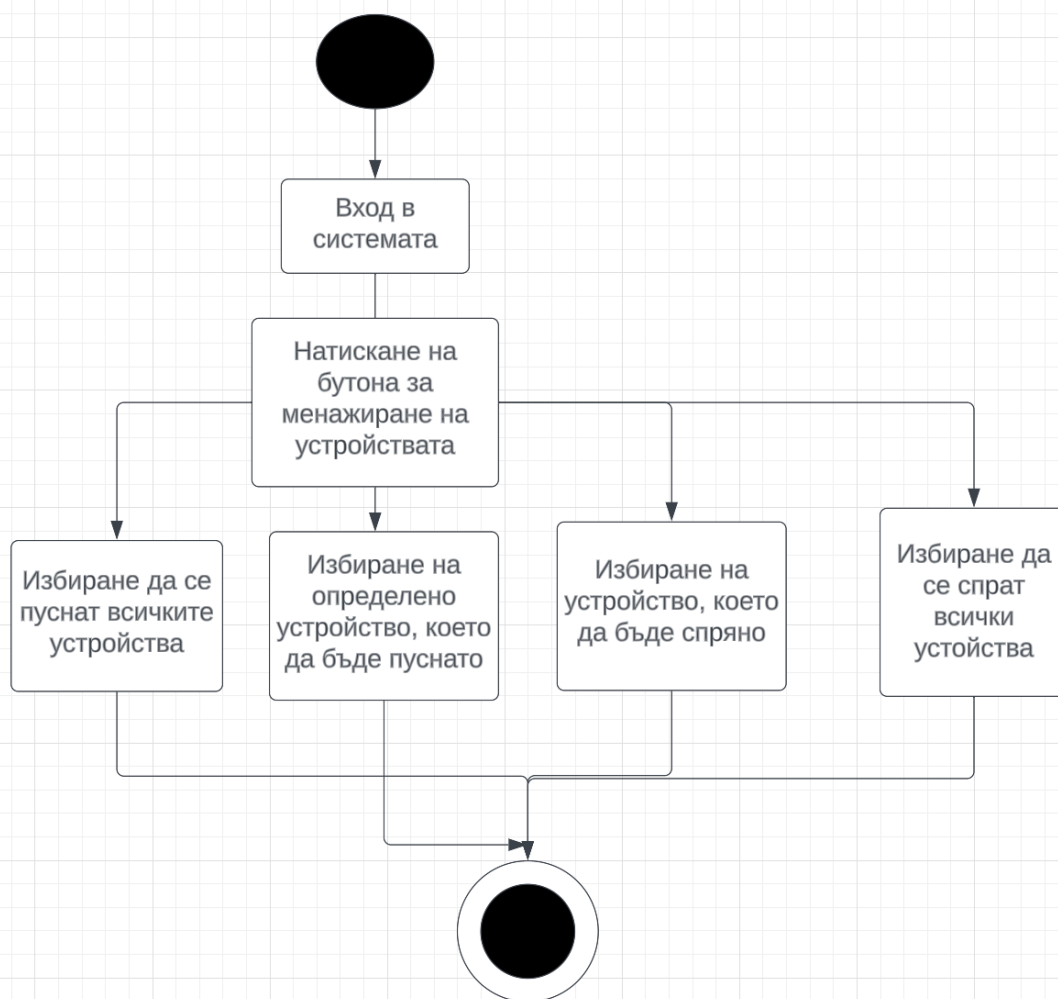 Вход в
системата
Натискане на
бутона за
менажиране на
устройствата
Избиране да се
пуснат всичките
устройства
Избиране на
определено
устройство, което
да бъде пуснато
Избиране на
устройство, което
да бъде спряно
Избиране да
се спрат
всички
устойства